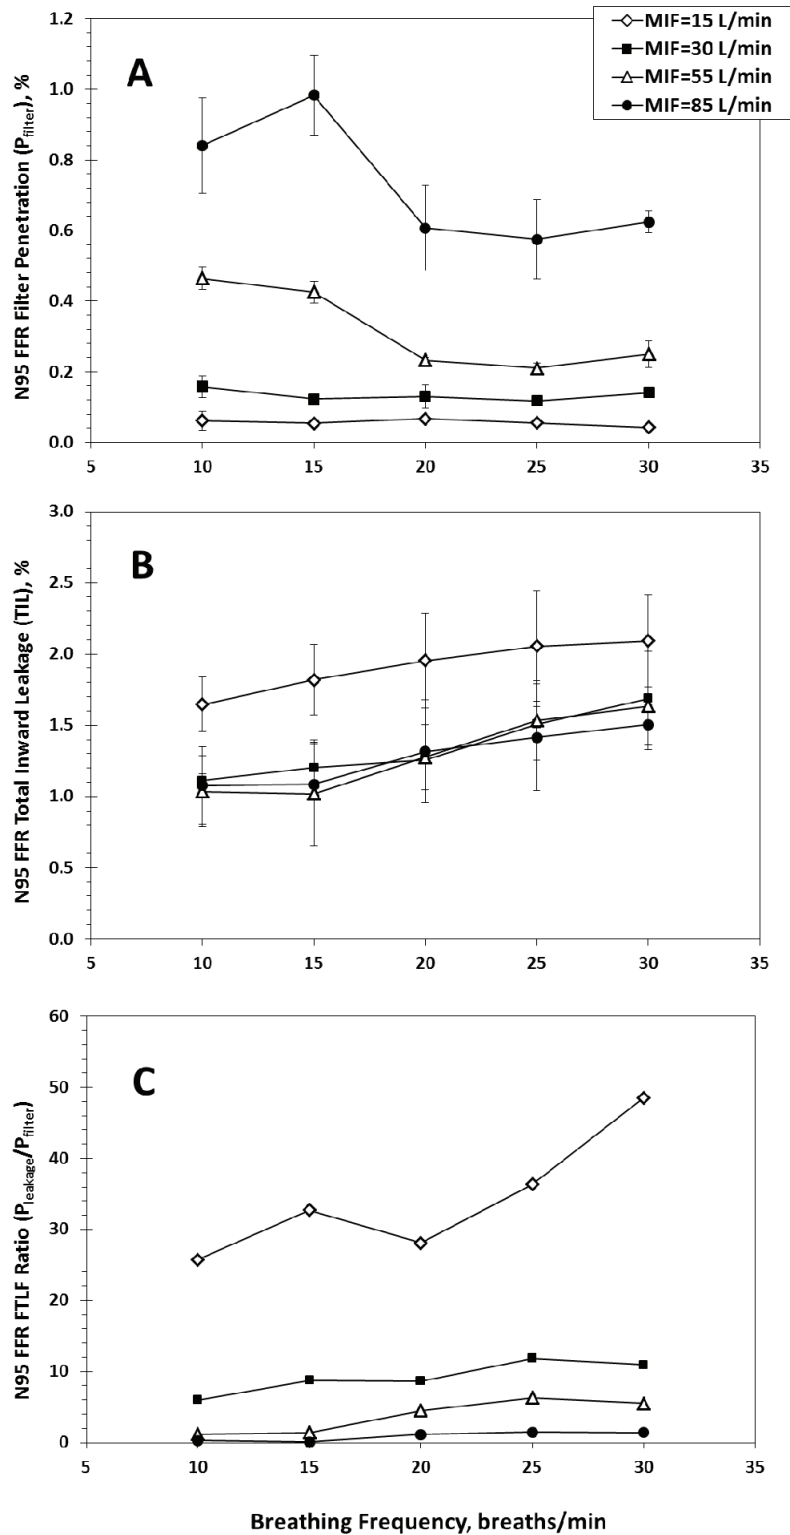 MIF=15 L/min
MIF=30 L/min
MIF=55 L/min
MIF=85 L/min
A
N95 FFR Filter Penetration (Pfilter), %
1.2
1.0
0.8
0.6
0.4
0.2
0.0
5 10 15 20 25 30 35
B
N95 FFR Total Inward Leakage (TIL), %
3.0
2.5
2.0
1.5
1.0
0.5
0.0
5 10 15 20 25 30 35
C
N95 FFR FTLF Ratio (Pleakage/Pfilter)
60
50
40
30
20
10
0
5 10 15 20 25 30 35
Breathing Frequency, breaths/min